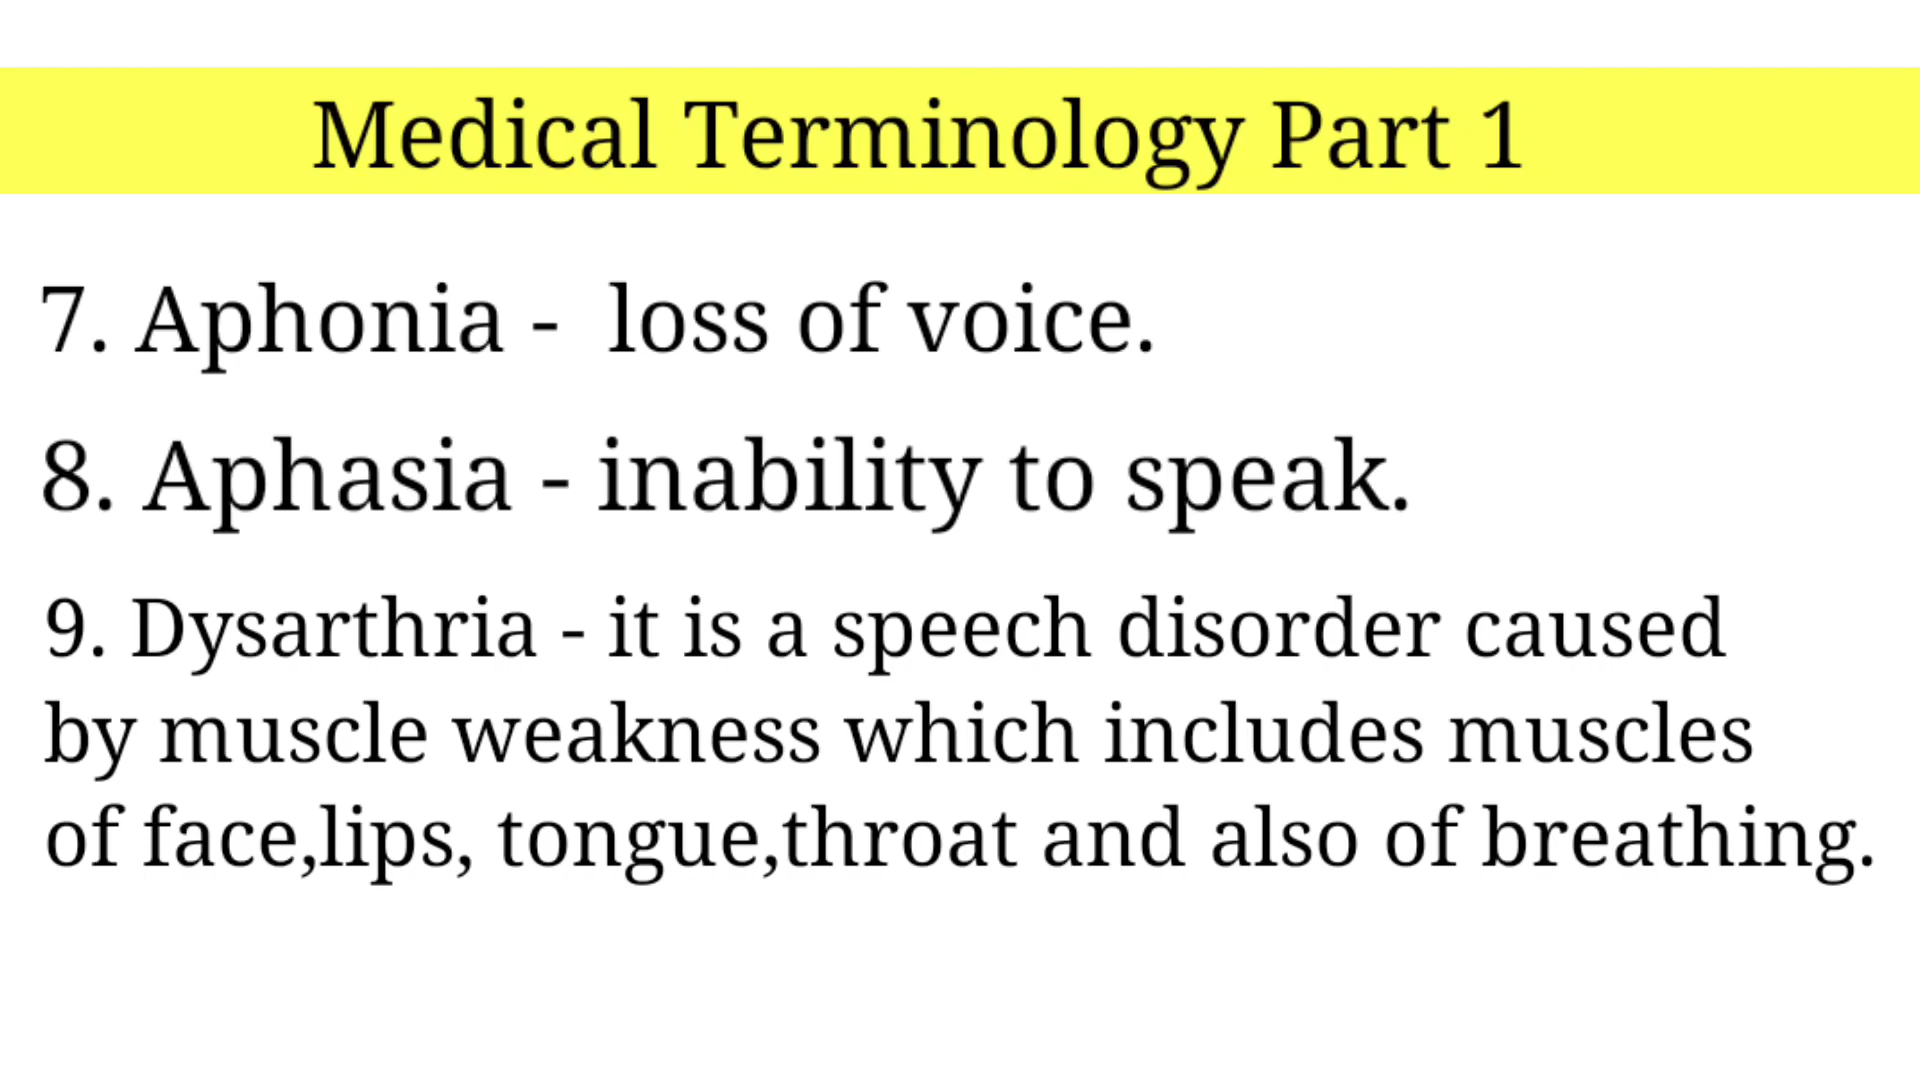 Medical Terminology Part 1
7. Aphonia -  loss of voice.
8. Aphasia - inability to speak.
9. Dysarthria - it is a speech disorder caused
by muscle weakness which includes muscles
of face,lips, tongue,throat and also of breathing.